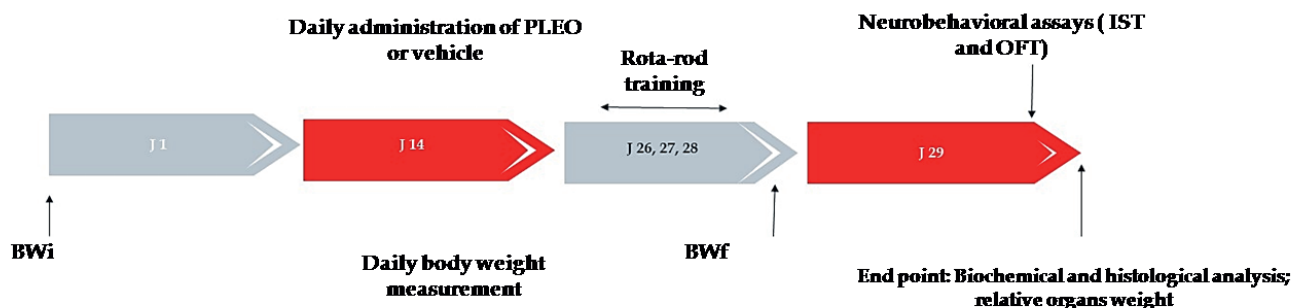 Daily administration of PLEO
or vehicle
Neurobehavioral assays ( IST
and OFT)
Rota-rod
training
J 1
J 14
J 26, 27, 28
J 29
BWi
BWf
Daily body weight
measurement
End point: Biochemical and histological analysis;
relative organs weight